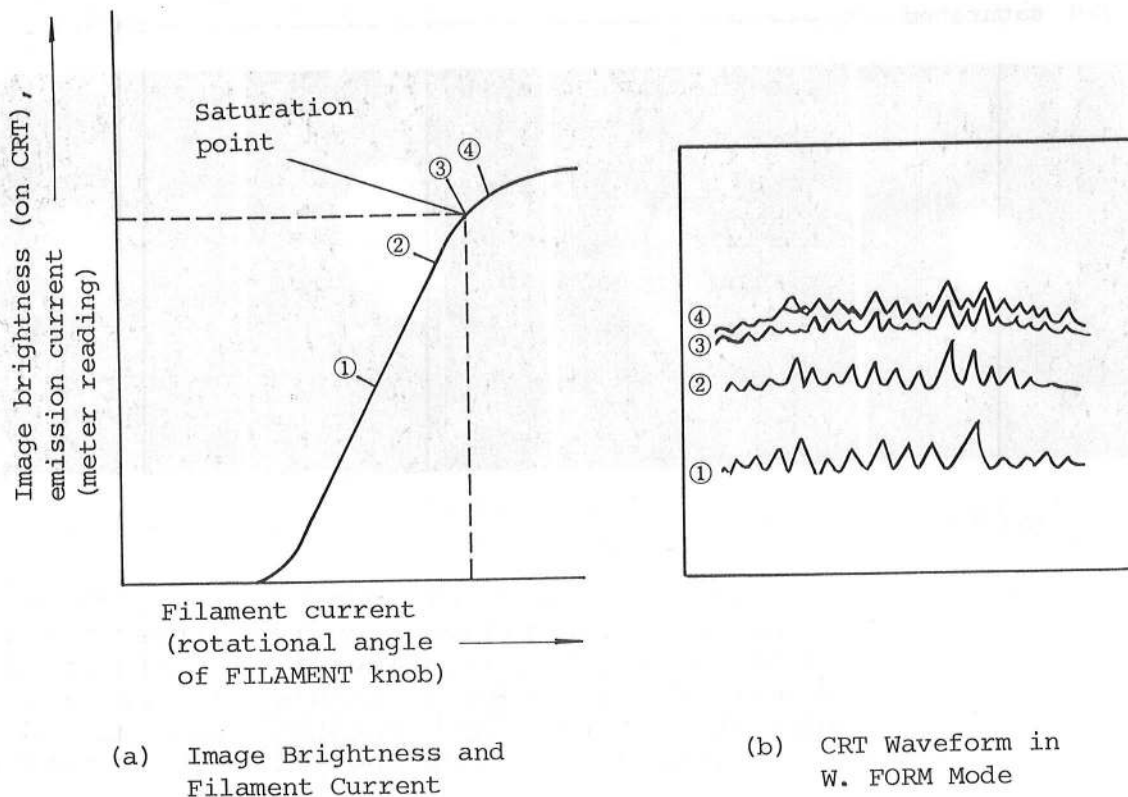 saturated
Image brightness (on CRT),
emission current
(meter reading)
Saturation
point
③
④
②
①
Filament current
(rotational angle
of FILAMENT knob)
(a) Image Brightness and
Filament Current
④
③
②
①
(b) CRT Waveform in
W. FORM Mode